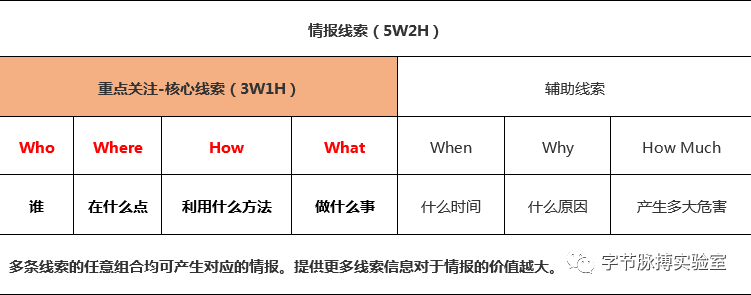 情报线索（5W2H）
重点关注-核心线索（3W1H） 辅助线索
Who Where How What When Why How Much
谁 在什么点 利用什么方法 做什么事 什么时间 什么原因 产生多大危害
多条线索的任意组合均可产生对应的情报。提供更多线索信息对于情报的价值越大。 字节脉搏实验室